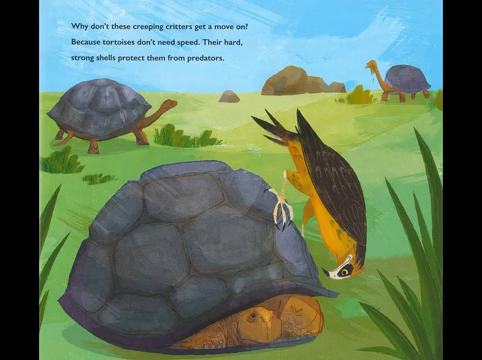 Why don't these creeping critters get a move on?
Because tortoises don't need speed. Their hard,
strong shells protect them from predators.